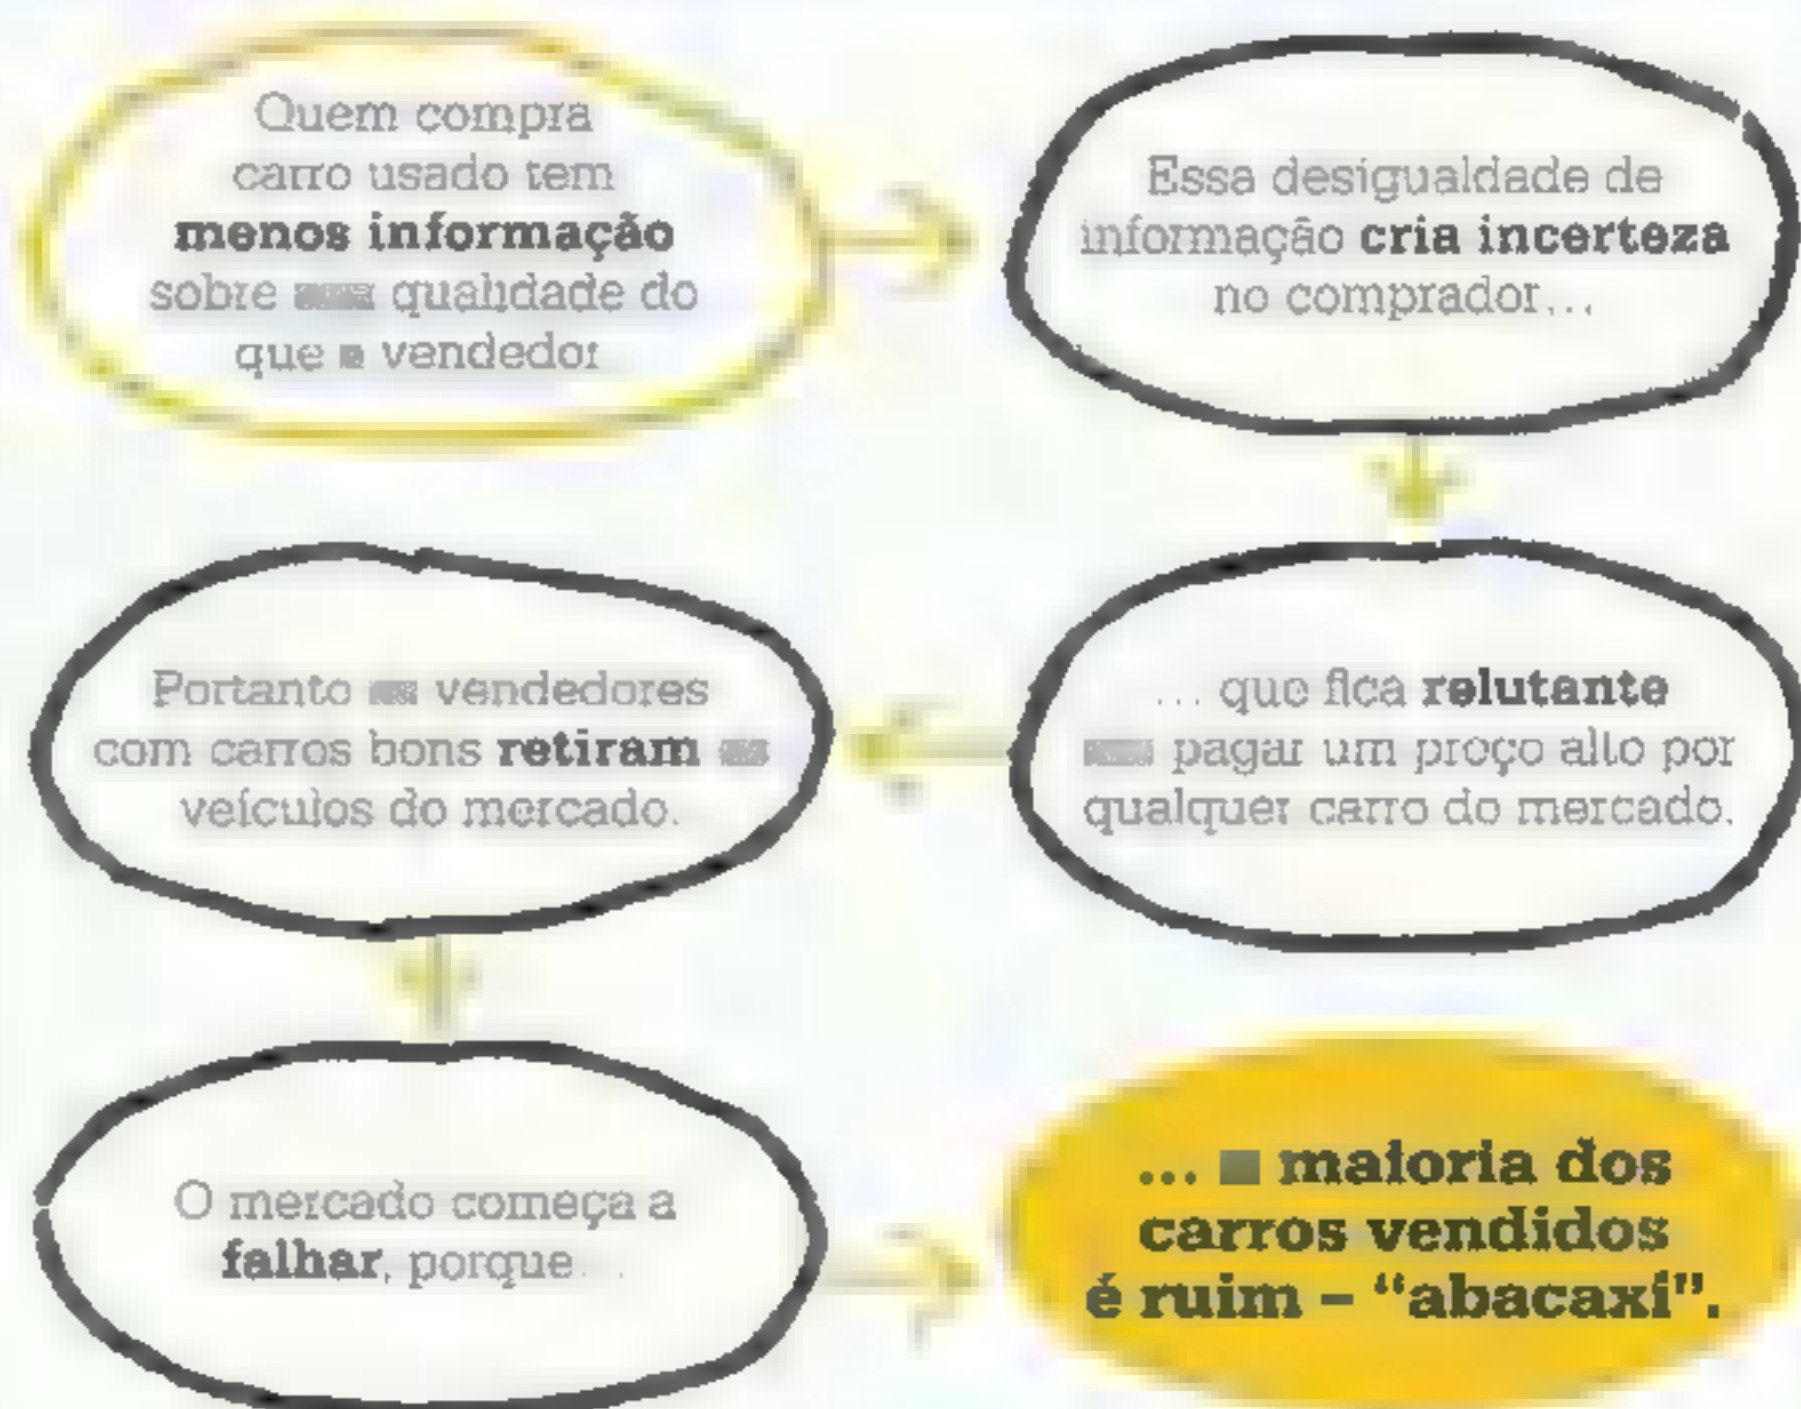 Quem compra
carro usado tem
menos informação
sobre qualidade do
que vendedor
Essa desigualdade de
informação cria incerteza
no comprador...
... que fica relutante
pagar um preço alto por
qualquer carro do mercado.
Portanto vendedores
com carros bons retiram
veículos do mercado.
O mercado começa a
falhar, porque...
... maioria dos
carros vendidos
é ruim – “abacaxi”.